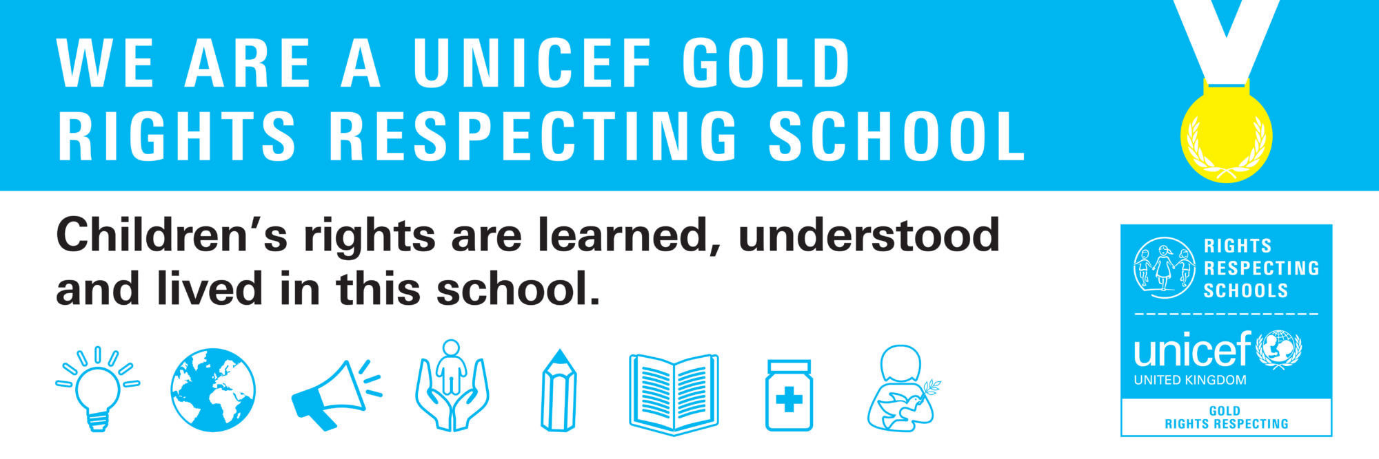 WE ARE A UNICEF GOLD
RIGHTS RESPECTING SCHOOL
Children’s rights are learned, understood
and lived in this school.
RIGHTS
RESPECTING
SCHOOLS
unicef
UNITED KINGDOM
GOLD
RIGHTS RESPECTING